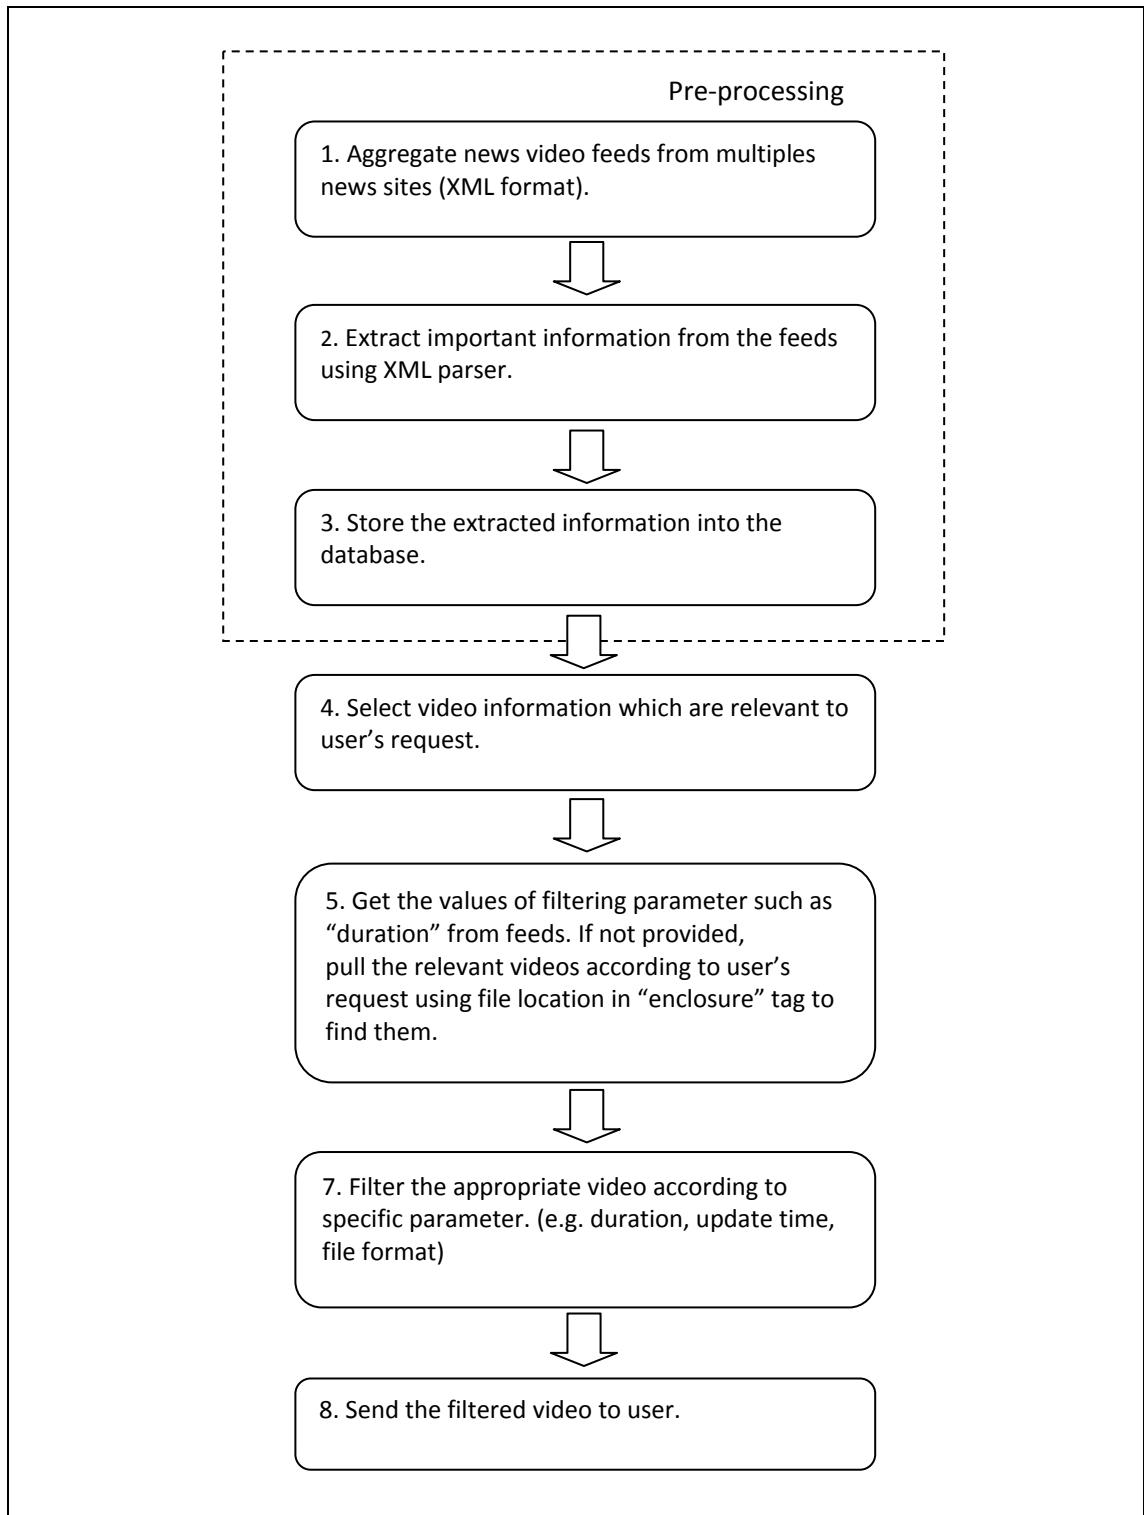 Pre-processing
1. Aggregate news video feeds from multiples
news sites (XML format).
2. Extract important information from the feeds
using XML parser.
3. Store the extracted information into the
database.
4. Select video information which are relevant to
user’s request.
5. Get the values of filtering parameter such as
“duration” from feeds. If not provided,
pull the relevant videos according to user’s
request using file location in “enclosure” tag to
find them.
7. Filter the appropriate video according to
specific parameter. (e.g. duration, update time,
file format)
8. Send the filtered video to user.